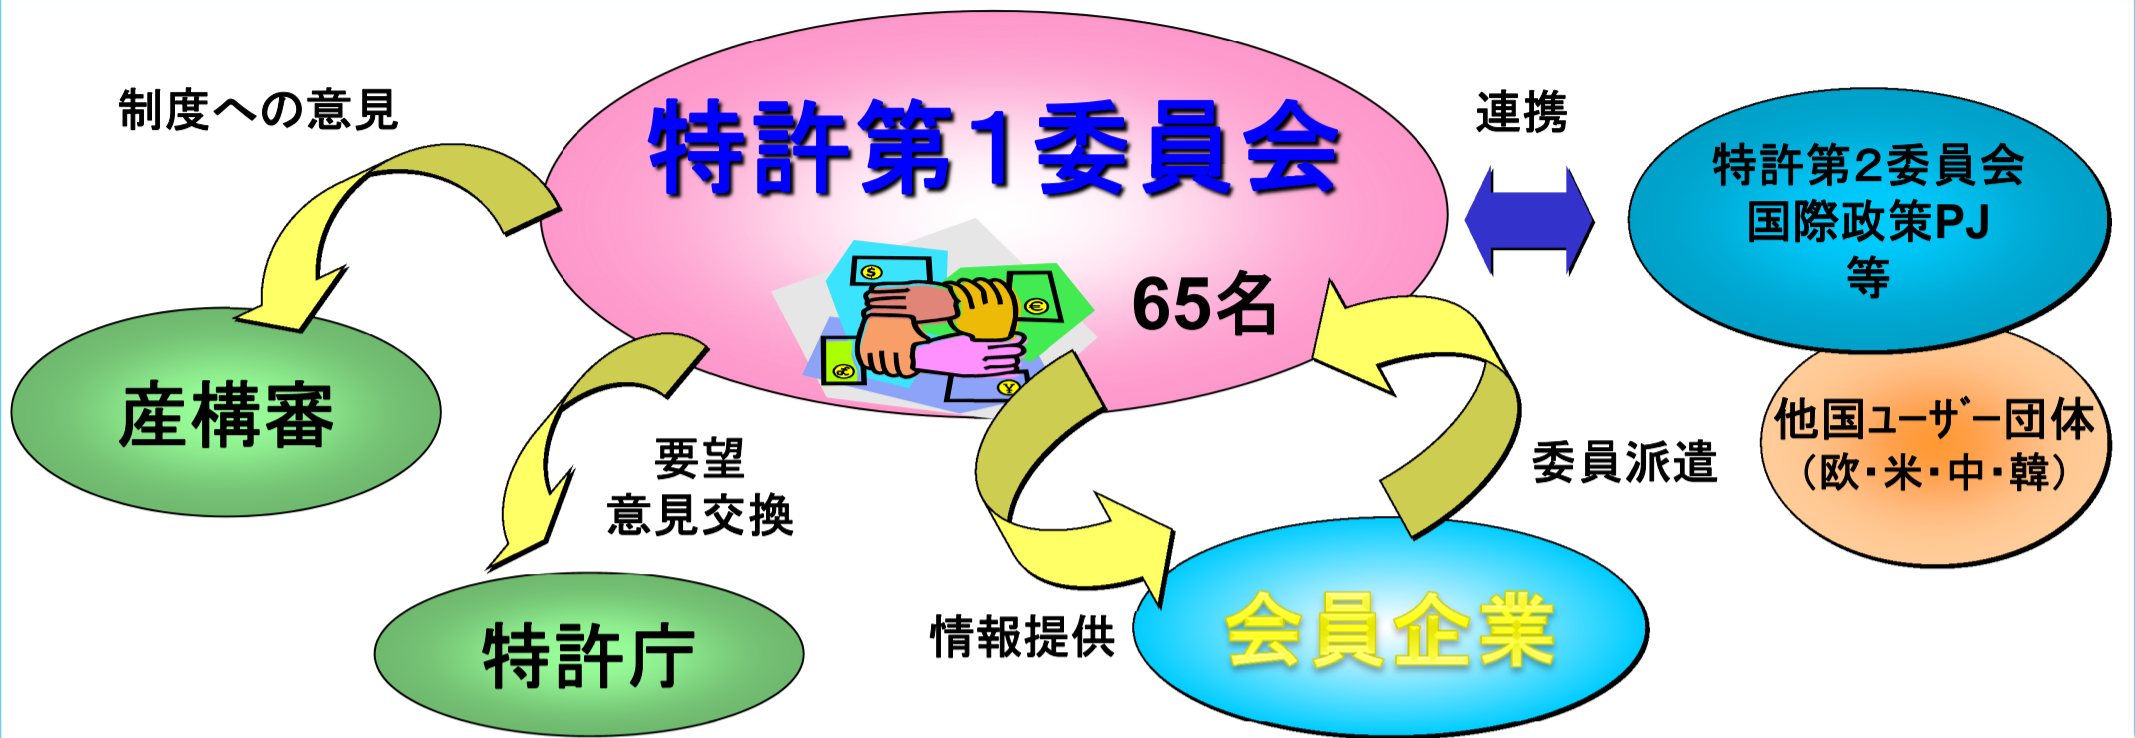 制度への意見
特許第1委員会
連携
特許第2委員会
国際政策PJ
等
65名
産構審
他国ﾕｰｻﾞｰ団体
（欧・米・中・韓）
要望
意見交換
委員派遣
情報提供
会員企業
特許庁
$
€
£
¥